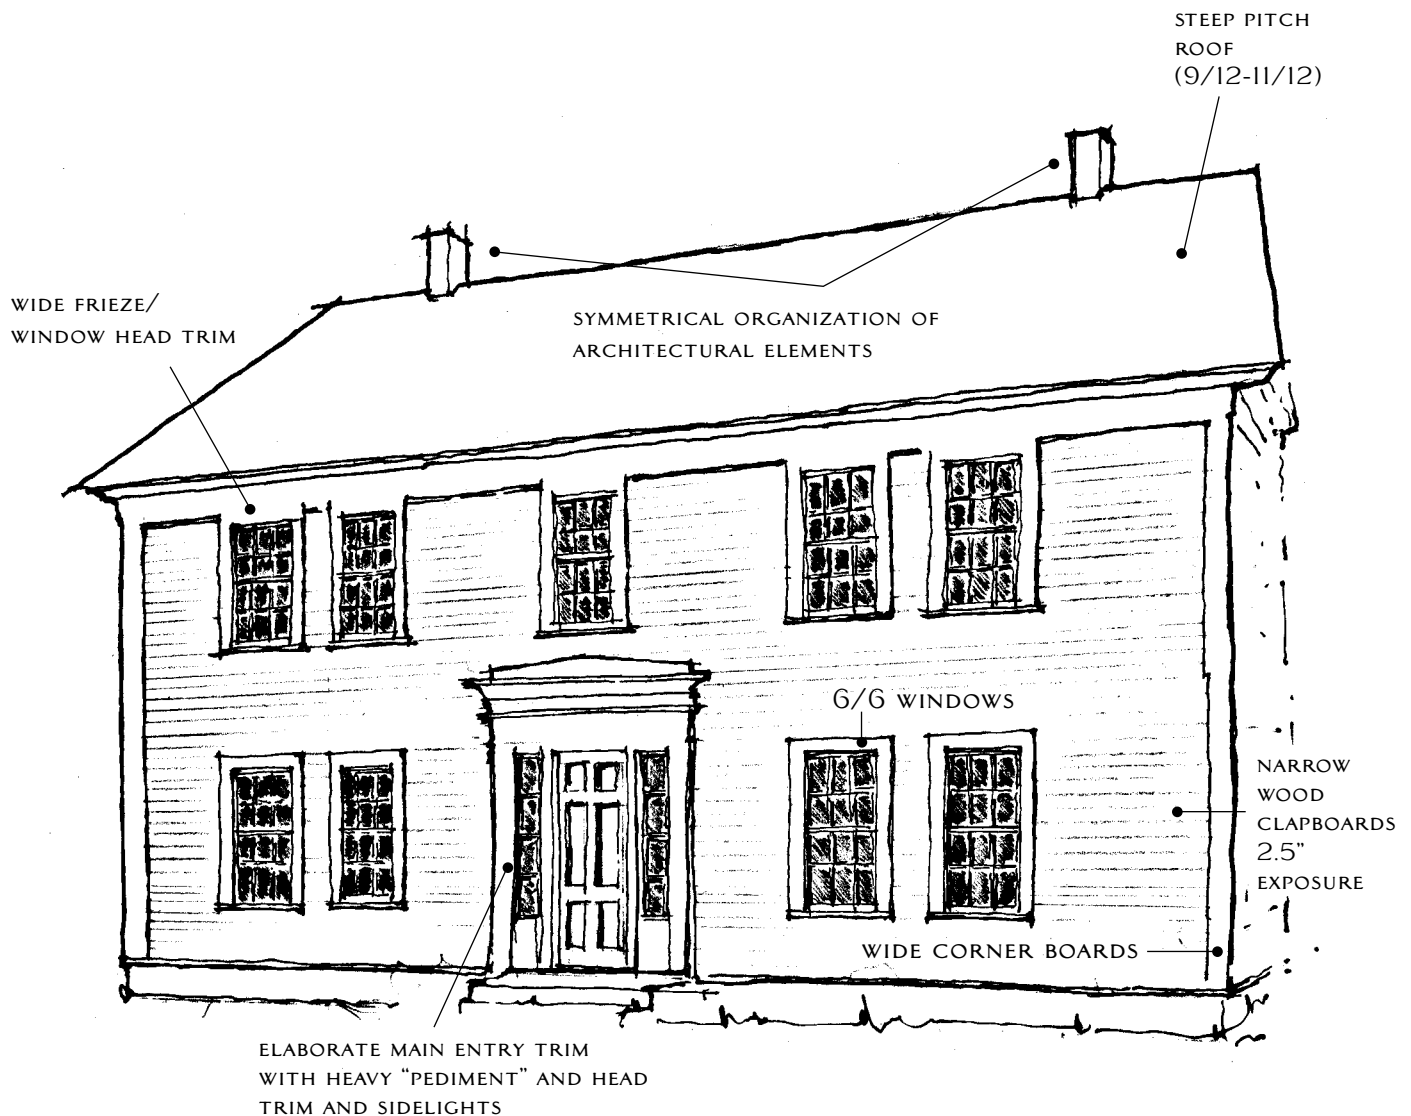 STEEP PITCH
ROOF
(9/12-11/12)
WIDE FRIEZE/
WINDOW HEAD TRIM
SYMMETRICAL ORGANIZATION OF
ARCHITECTURAL ELEMENTS
6/6 WINDOWS
NARROW
WOOD
CLAPBOARDS
2.5”
EXPOSURE
WIDE CORNER BOARDS
ELABORATE MAIN ENTRY TRIM
WITH HEAVY “PEDIMENT” AND HEAD
TRIM AND SIDELIGHTS